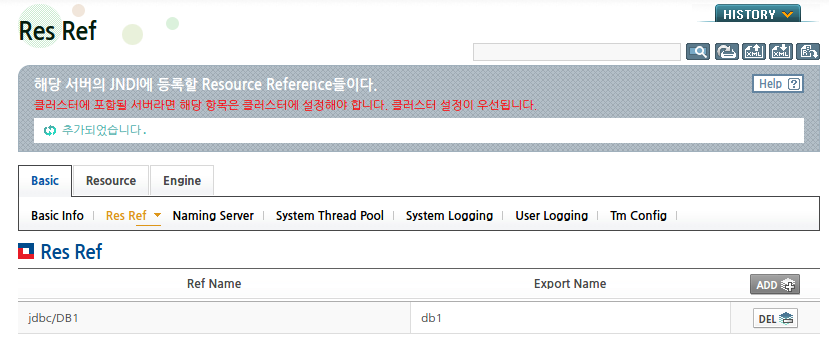 HISTORY
Res Ref
XML XML
해당 서버의 JNDI에 등록할 Resource Reference들이다.
Help ?
클러스터에 포함될 서버라면 해당 항목은 클러스터에 설정해야 합니다. 클러스터 설정이 우선됩니다.
추가되었습니다.
Basic Resource Engine
Basic Info Res Ref Naming Server System Thread Pool System Logging User Logging Tm Config
Res Ref
Ref Name Export Name ADD
jdbc/DB1 db1 DEL